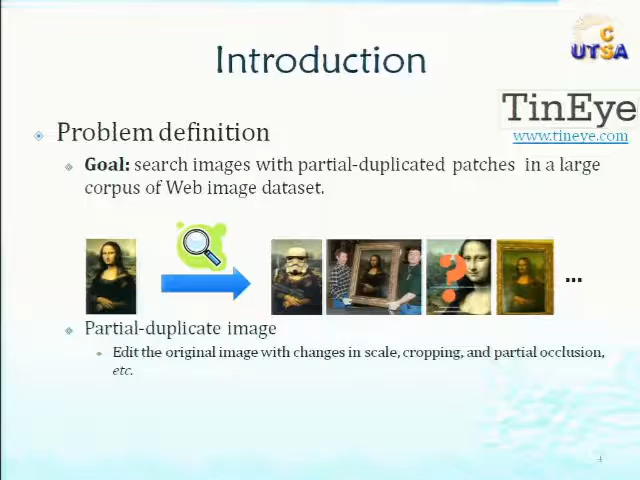 Introduction
C
UTSA
TinEye
www.tineye.com
Problem definition
Goal: search images with partial-duplicated patches in a large
corpus of Web image dataset.
?
...
Partial-duplicate image
Edit the original image with changes in scale, cropping, and partial occlusion,
etc.
4